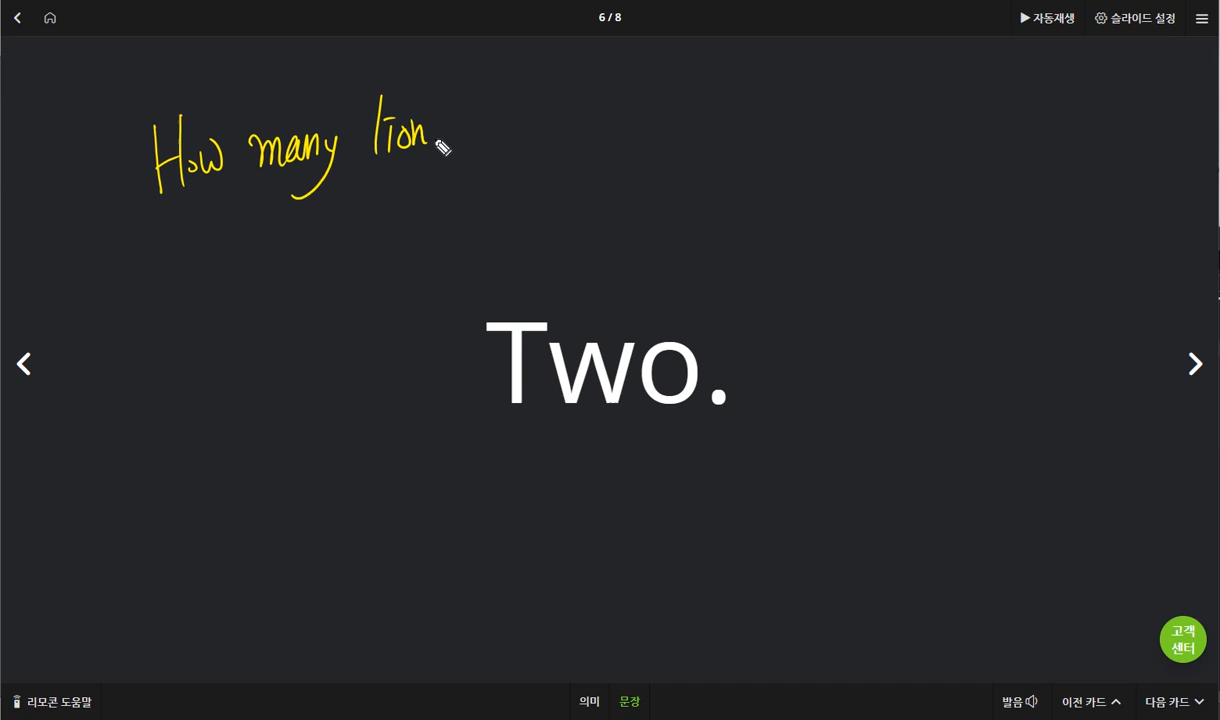 6 / 8
자동재생
슬라이드 설정
How many lion
Two.
고객
센터
리모콘 도움말
의미
문장
발음
이전 카드
다음 카드